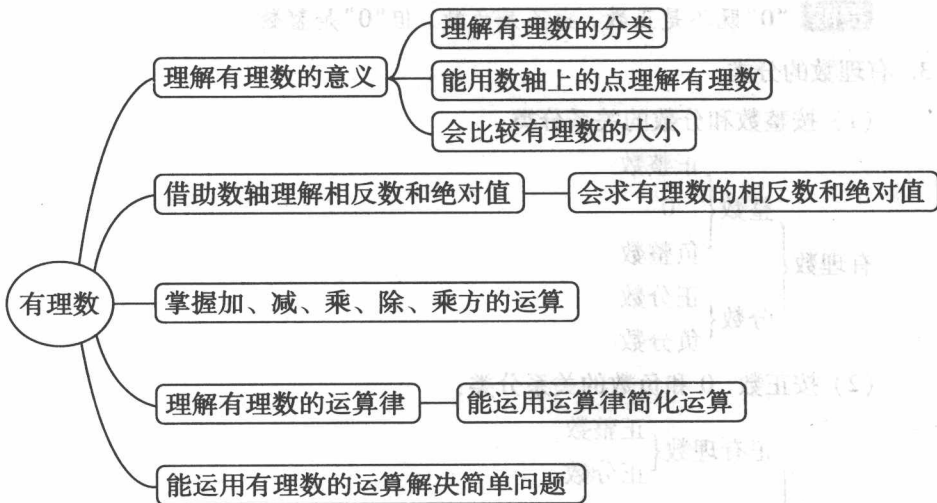 有理数
理解有理数的意义
理解有理数的分类
能用数轴上的点理解有理数
会比较有理数的大小
借助数轴理解相反数和绝对值
会求有理数的相反数和绝对值
掌握加、减、乘、除、乘方的运算
理解有理数的运算律
能运用运算律简化运算
能运用有理数的运算解决简单问题